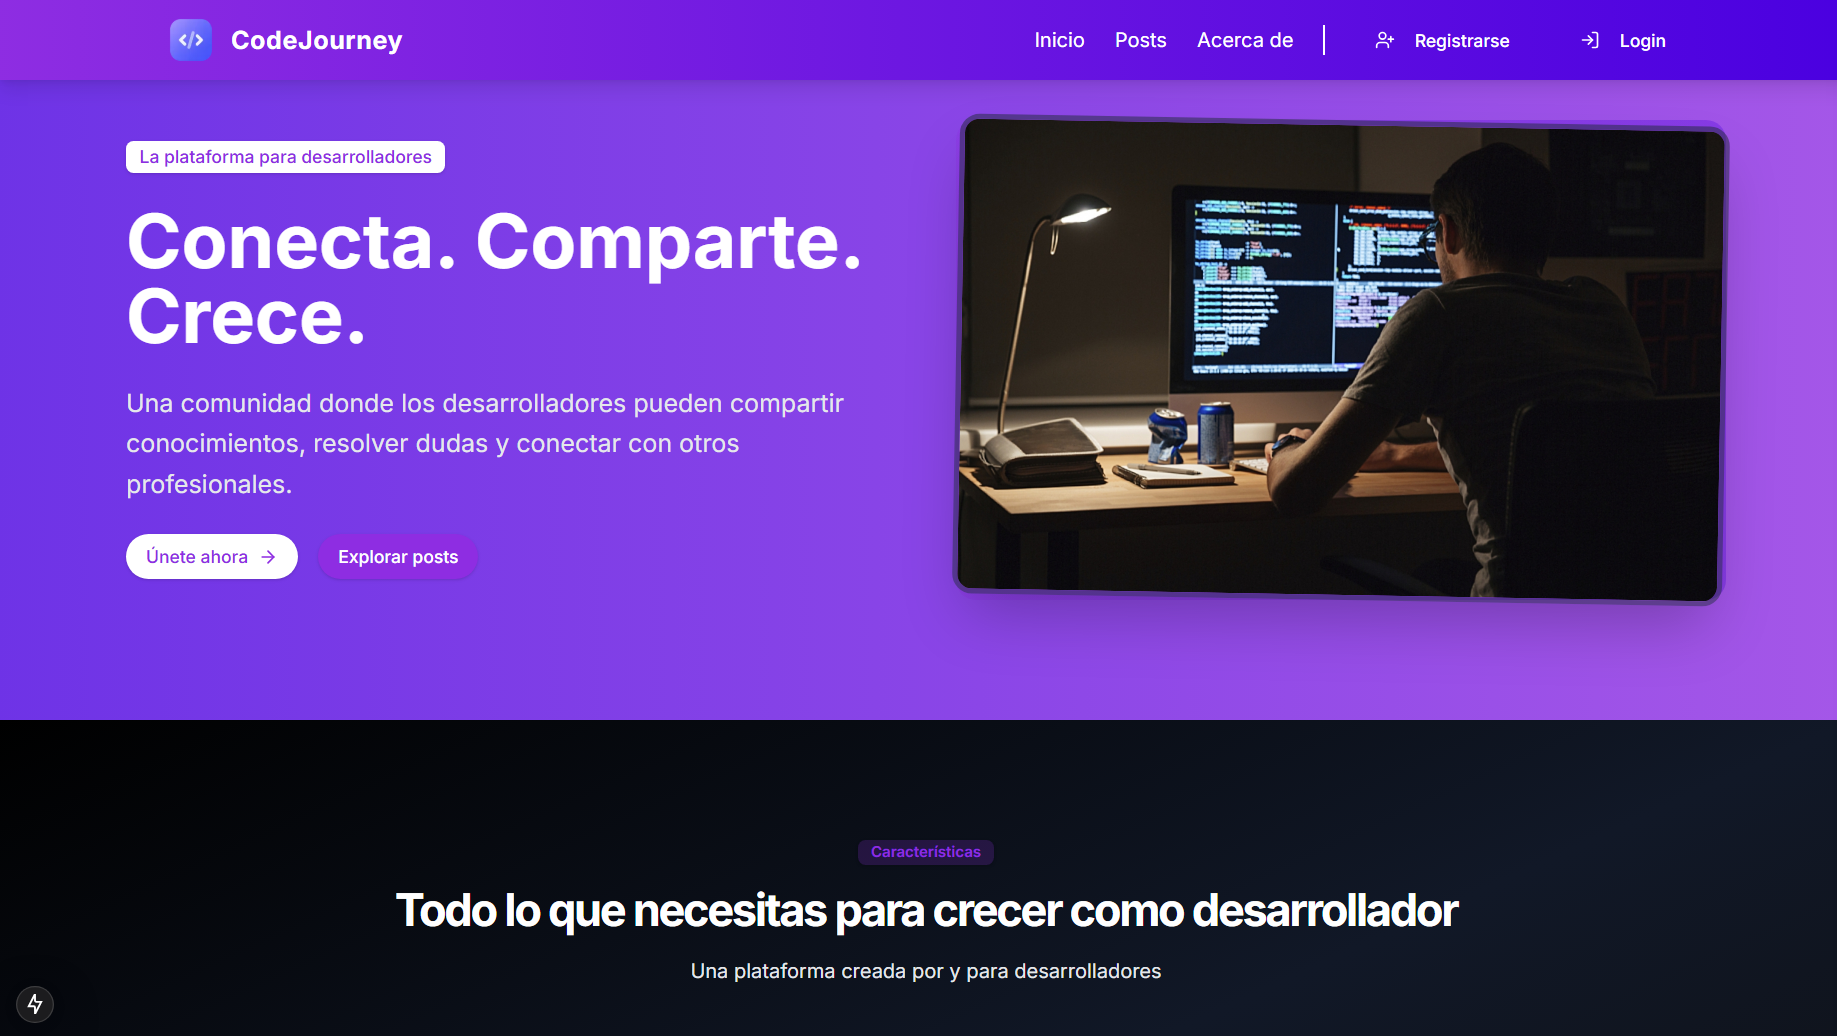 CodeJourney
Inicio
Posts
Acerca de
Registrarse
Login
La plataforma para desarrolladores
Conecta. Comparte.
Crece.
Una comunidad donde los desarrolladores pueden compartir
conocimientos, resolver dudas y conectar con otros
profesionales.
Únete ahora
Explorar posts
Características
Todo lo que necesitas para crecer como desarrollador
Una plataforma creada por y para desarrolladores